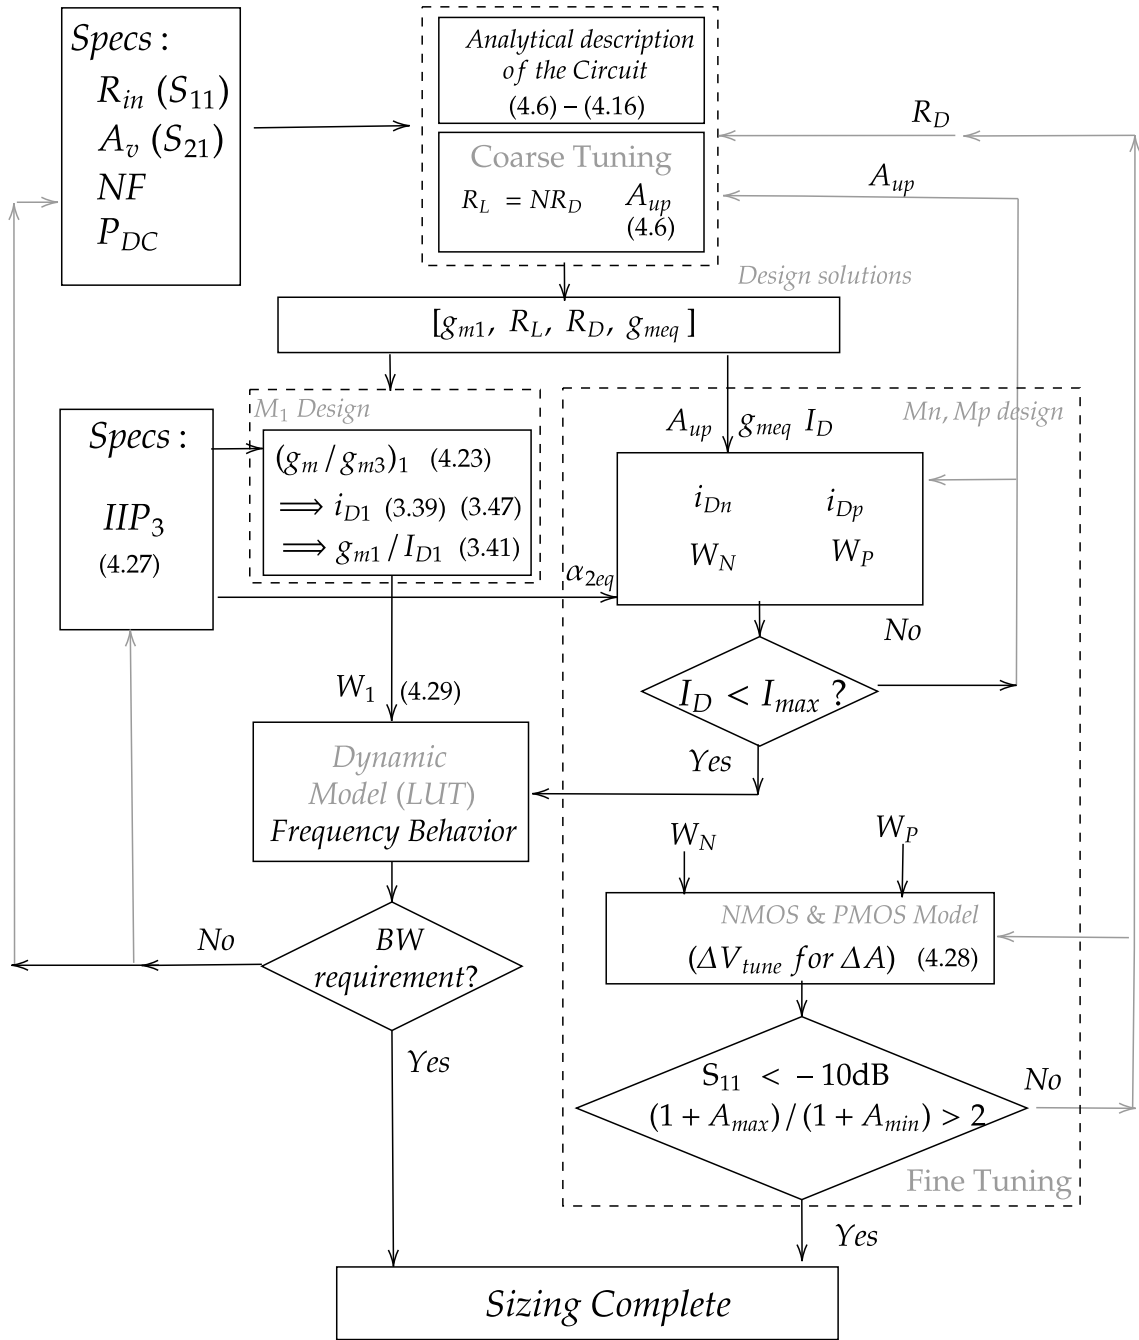 Specs :
R_in (S_11)
A_v (S_21)
NF
P_DC
Analytical description
of the Circuit
(4.6) – (4.16)
Coarse Tuning
R_L = NR_D A_up
(4.6)
R_D
A_up
Design solutions
[g_m1, R_L, R_D, g_meq]
M_1 Design
(g_m / g_m3)_1 (4.23)
⟹ i_D1 (3.39) (3.47)
⟹ g_m1 / I_D1 (3.41)
Specs :
IIP_3
(4.27)
Mn, Mp design
A_up g_meq I_D
i_Dn i_Dp
W_N W_P
α_2eq
No
I_D < I_max ?
Yes
W_1 (4.29)
Dynamic
Model (LUT)
Frequency Behavior
No
BW
requirement?
Yes
W_N W_P
NMOS & PMOS Model
(ΔV_tune for ΔA) (4.28)
S_11 < – 10dB
(1 + A_max) / (1 + A_min) > 2
No
Fine Tuning
Yes
Sizing Complete